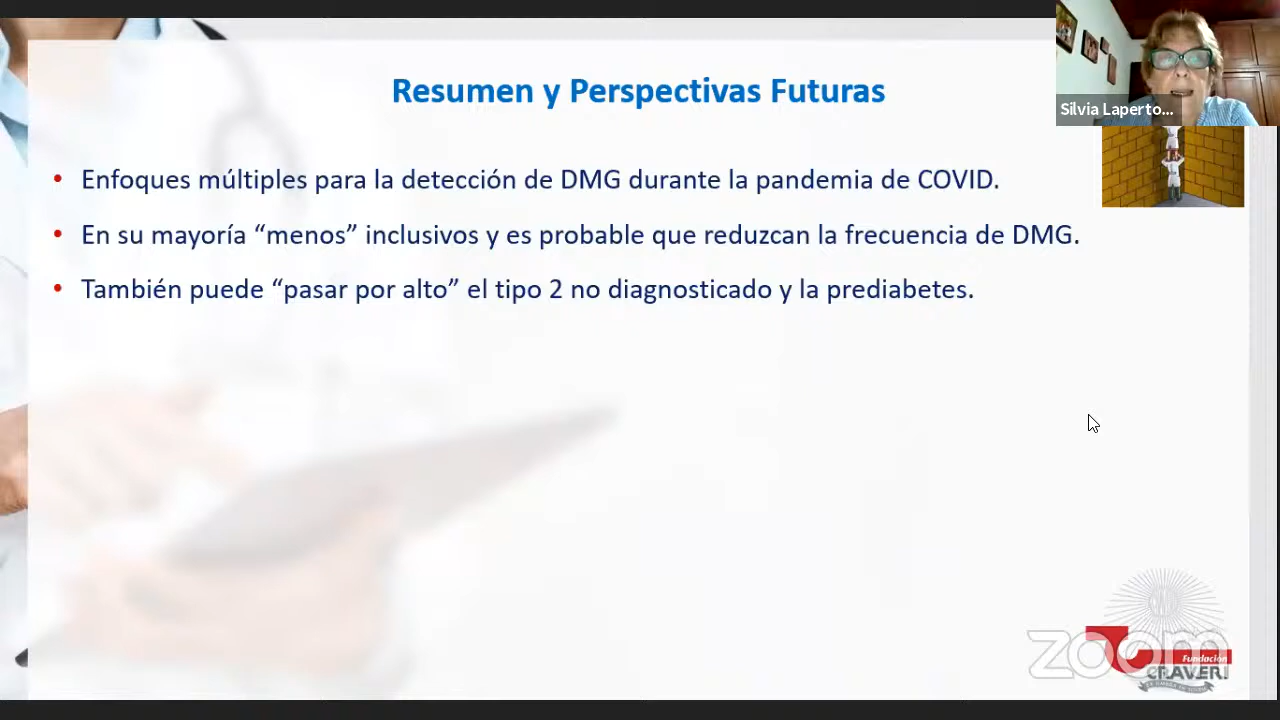 Resumen y Perspectivas Futuras
Silvia Laperto...
• Enfoques múltiples para la detección de DMG durante la pandemia de COVID.
• En su mayoría “menos” inclusivos y es probable que reduzcan la frecuencia de DMG.
• También puede “pasar por alto” el tipo 2 no diagnosticado y la prediabetes.
zoom
Fundación
CRAVERI